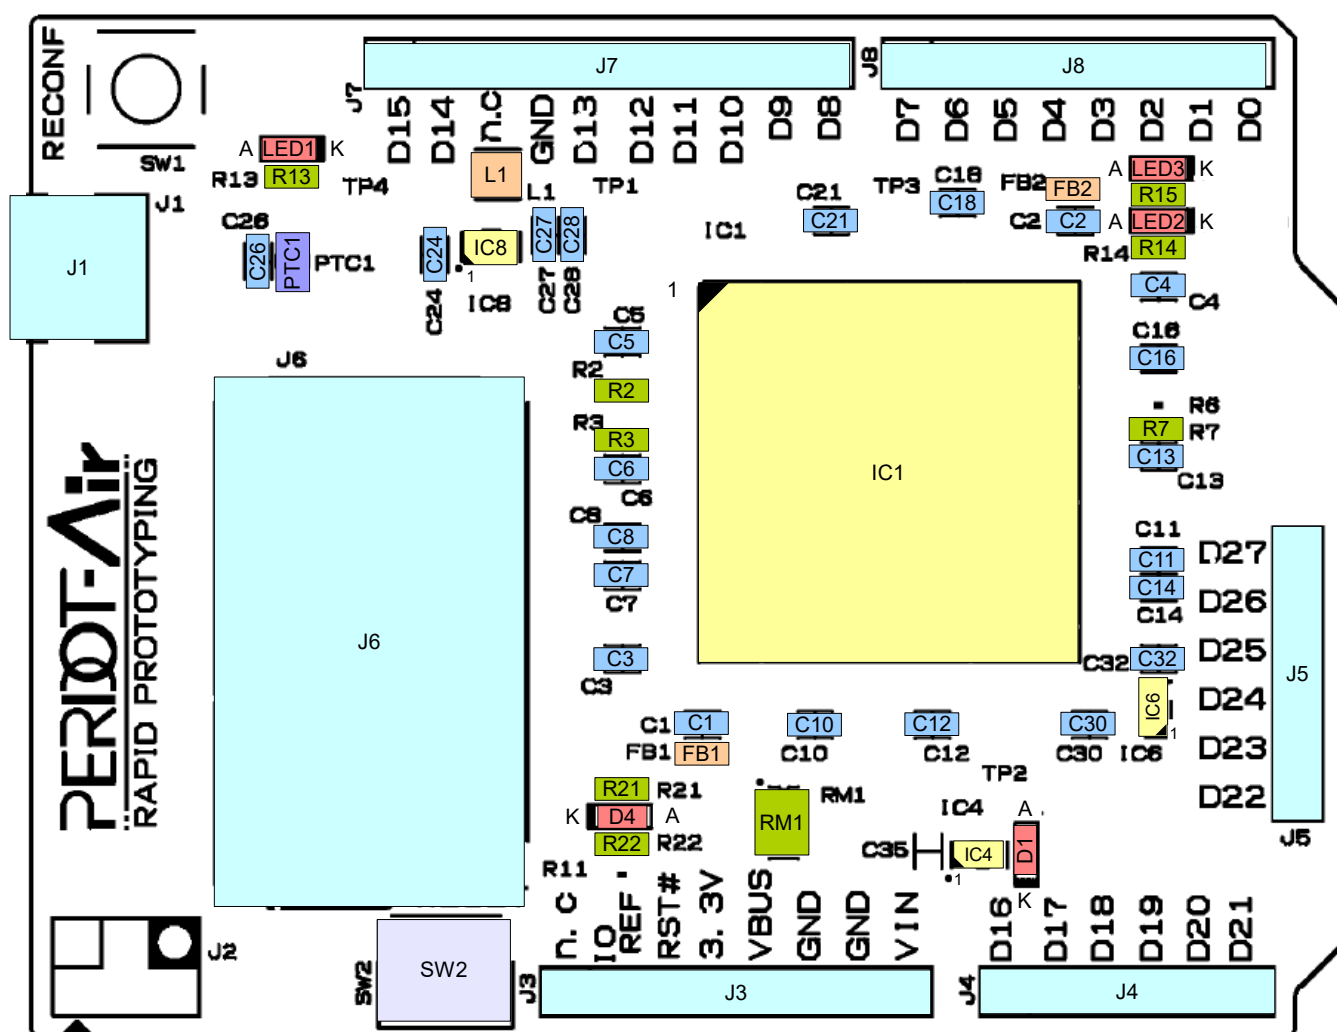 RECONF
SW1
J7
J7
D15
D14
n.c
GND
D13
D12
D11
D10
D9
D8
J8
J8
D7
D6
D5
D4
D3
D2
D1
D0
A
LED1
K
R13
R13
TP4
L1
L1
TP1
C21
C21
TP3
C18
C18
FB2
FB2
A
LED3
K
R15
C2
C2
A
LED2
K
R14
R14
J1
J1
C26
C26
PTC1
PTC1
C24
C24
IC8
1
IC8
C27
C28
C27
C28
IC1
1
IC1
C4
C4
C16
C16
R6
R7
R7
C13
C13
C5
C5
R2
R2
R3
R3
C6
C6
C8
C8
C7
C7
C3
C3
J6
J6
PERIDOT-Air
RAPID PROTOTYPING
C11
C11
C14
C14
C32
C32
IC6
1
IC6
D27
D26
D25
D24
D23
D22
J5
J5
C1
C1
FB1
FB1
C10
C10
C12
C12
C30
C30
TP2
R21
R21
K
D4
A
R22
R22
R11
RM1
RM1
IC4
C35
IC4
1
A
D1
K
n.c
IO
REF
RST#
3.3V
VBUS
GND
GND
VIN
D16
D17
D18
D19
D20
D21
J2
SW2
SW2
J3
J3
J4
J4